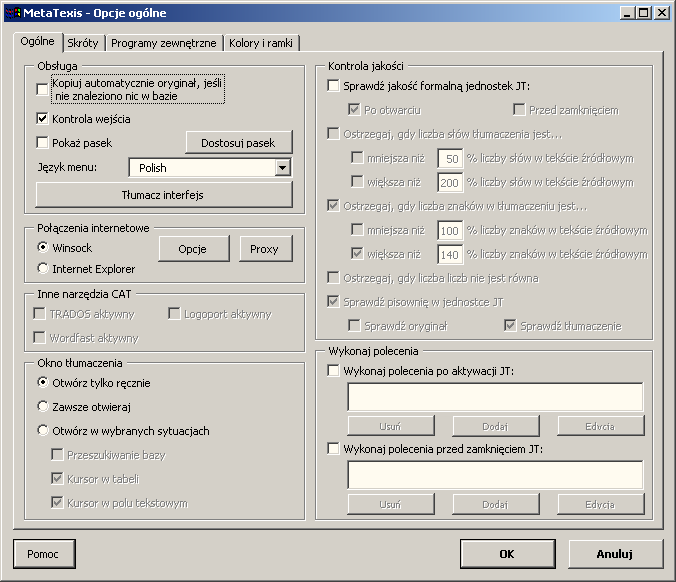 MetaTexis - Opcje ogólne
Ogólne
Skróty
Programy zewnętrzne
Kolory i ramki
Obsługa
Kopiuj automatycznie oryginał, jeśli
nie znaleziono nic w bazie
Kontrola wejścia
Pokaż pasek
Dostosuj pasek
Język menu:
Polish
Tłumacz interfejs
Połączenia internetowe
Winsock
Opcje
Proxy
Internet Explorer
Inne narzędzia CAT
TRADOS aktywny
Logoport aktywny
Wordfast aktywny
Okno tłumaczenia
Otwórz tylko ręcznie
Zawsze otwieraj
Otwórz w wybranych sytuacjach
Przeszukiwanie bazy
Kursor w tabeli
Kursor w polu tekstowym
Kontrola jakości
Sprawdź jakość formalną jednostek JT:
Po otwarciu
Przed zamknięciem
Ostrzegaj, gdy liczba słów tłumaczenia jest...
mniejsza niż 50 % liczby słów w tekście źródłowym
większa niż 200 % liczby słów w tekście źródłowym
Ostrzegaj, gdy liczba znaków w tłumaczeniu jest...
mniejsza niż 100 % liczby znaków w tekście źródłowym
większa niż 140 % liczby znaków w tekście źródłowym
Ostrzegaj, gdy liczba liczb nie jest równa
Sprawdź pisownię w jednostce JT
Sprawdź oryginał
Sprawdź tłumaczenie
Wykonaj polecenia
Wykonaj polecenia po aktywacji JT:
Usuń
Dodaj
Edycja
Wykonaj polecenia przed zamknięciem JT:
Usuń
Dodaj
Edycja
Pomoc
OK
Anuluj